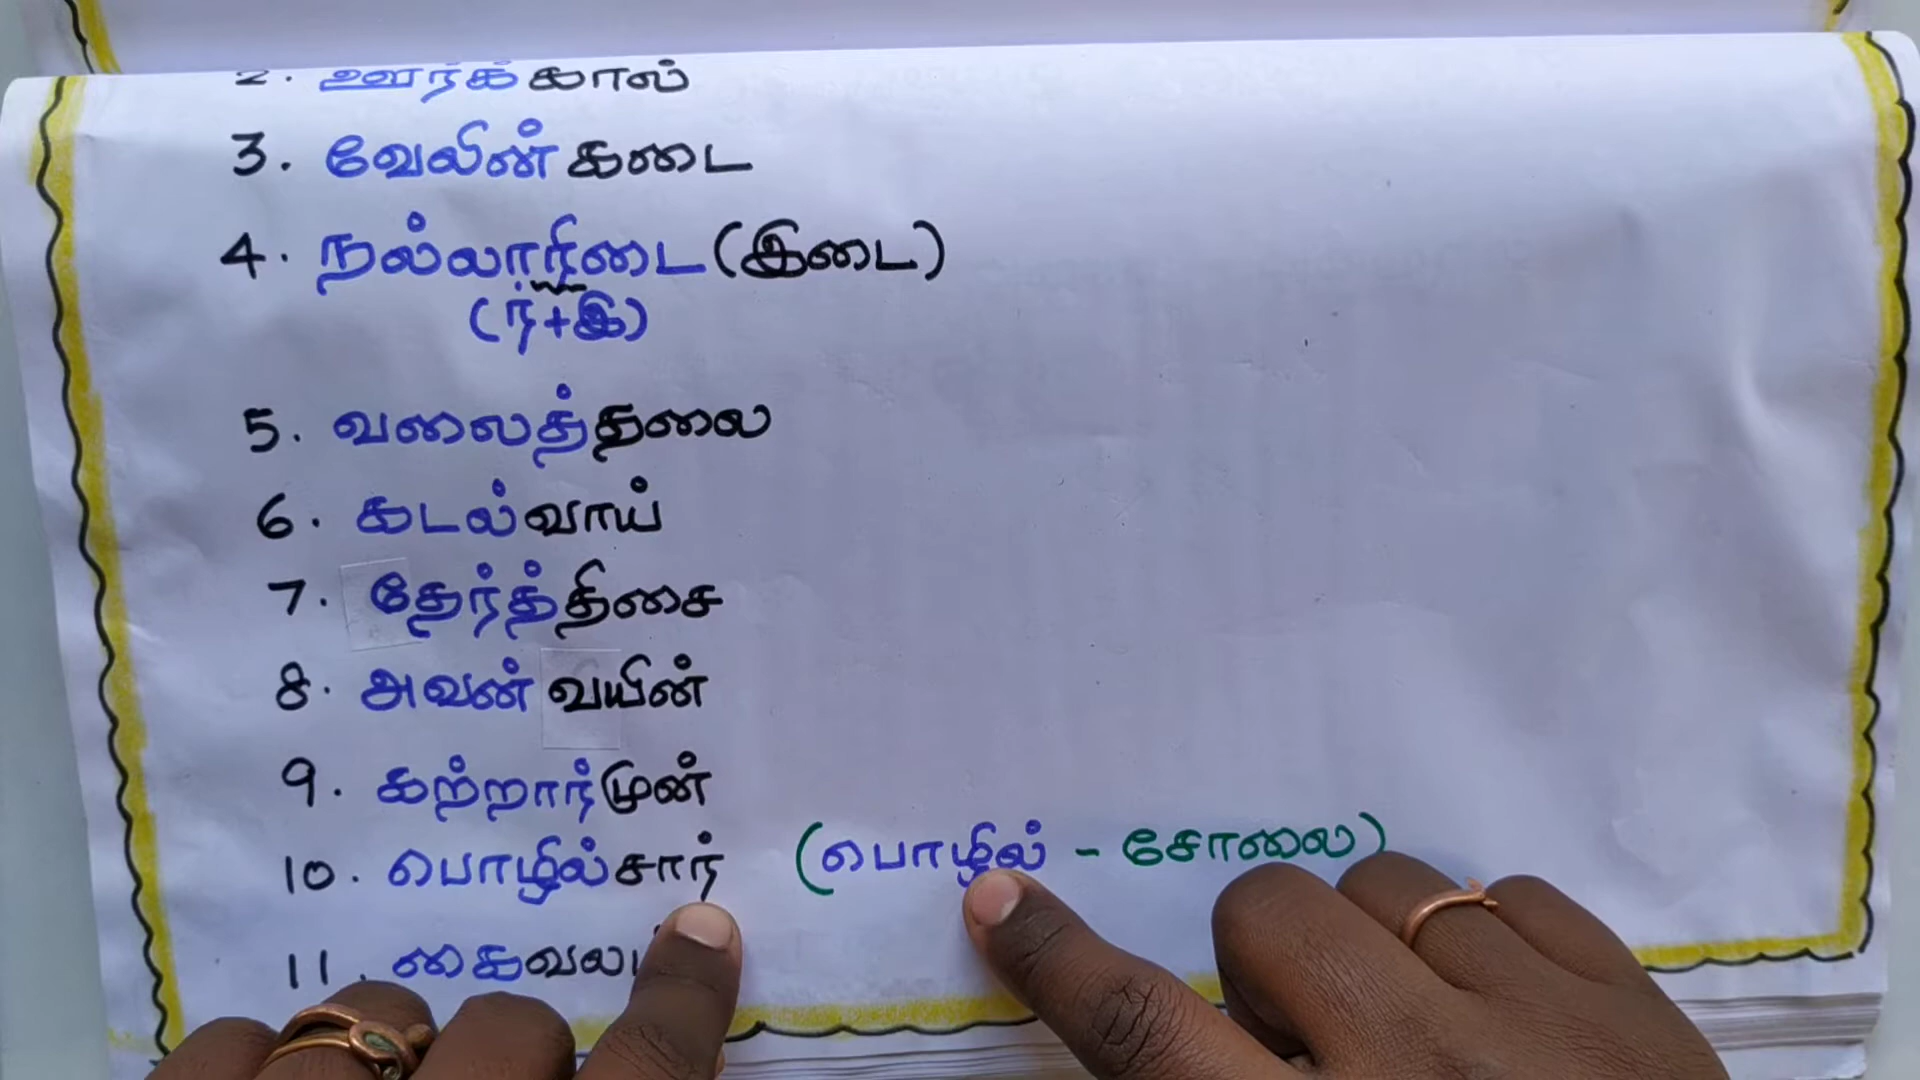 2. ஊர்க்கால்
3. வேலின்கடை
4. நல்லாரிடை (இடை)
(ர்+இ)
5. வலைத்தலை
6. கடல்வாய்
7. தேர்த்திசை
8. அவன் வயின்
9. கற்றார்முன்
10. பொழில்சார் (பொழில் - சோலை)
11.